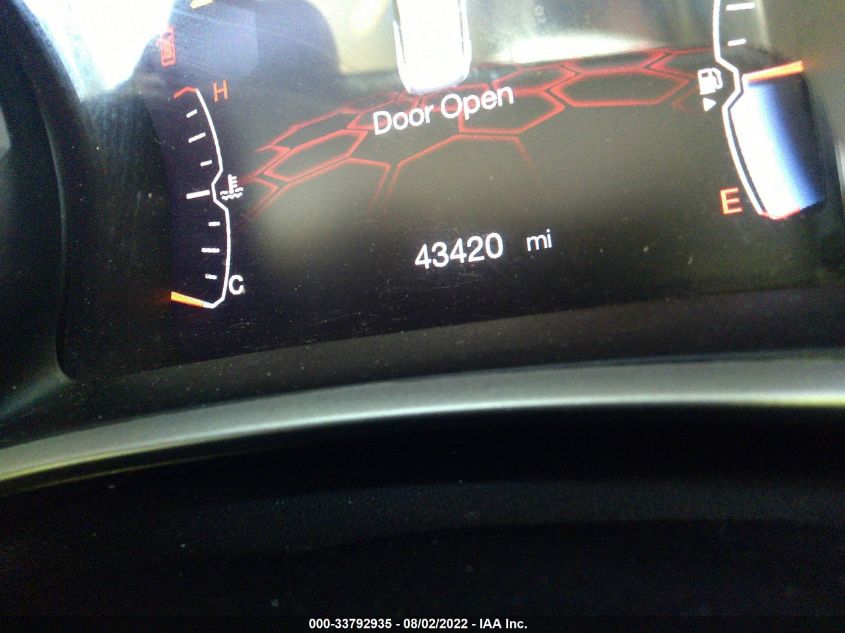 H
Door Open
E
43420 mi
C
000-33792935 - 08/02/2022 - IAA Inc.